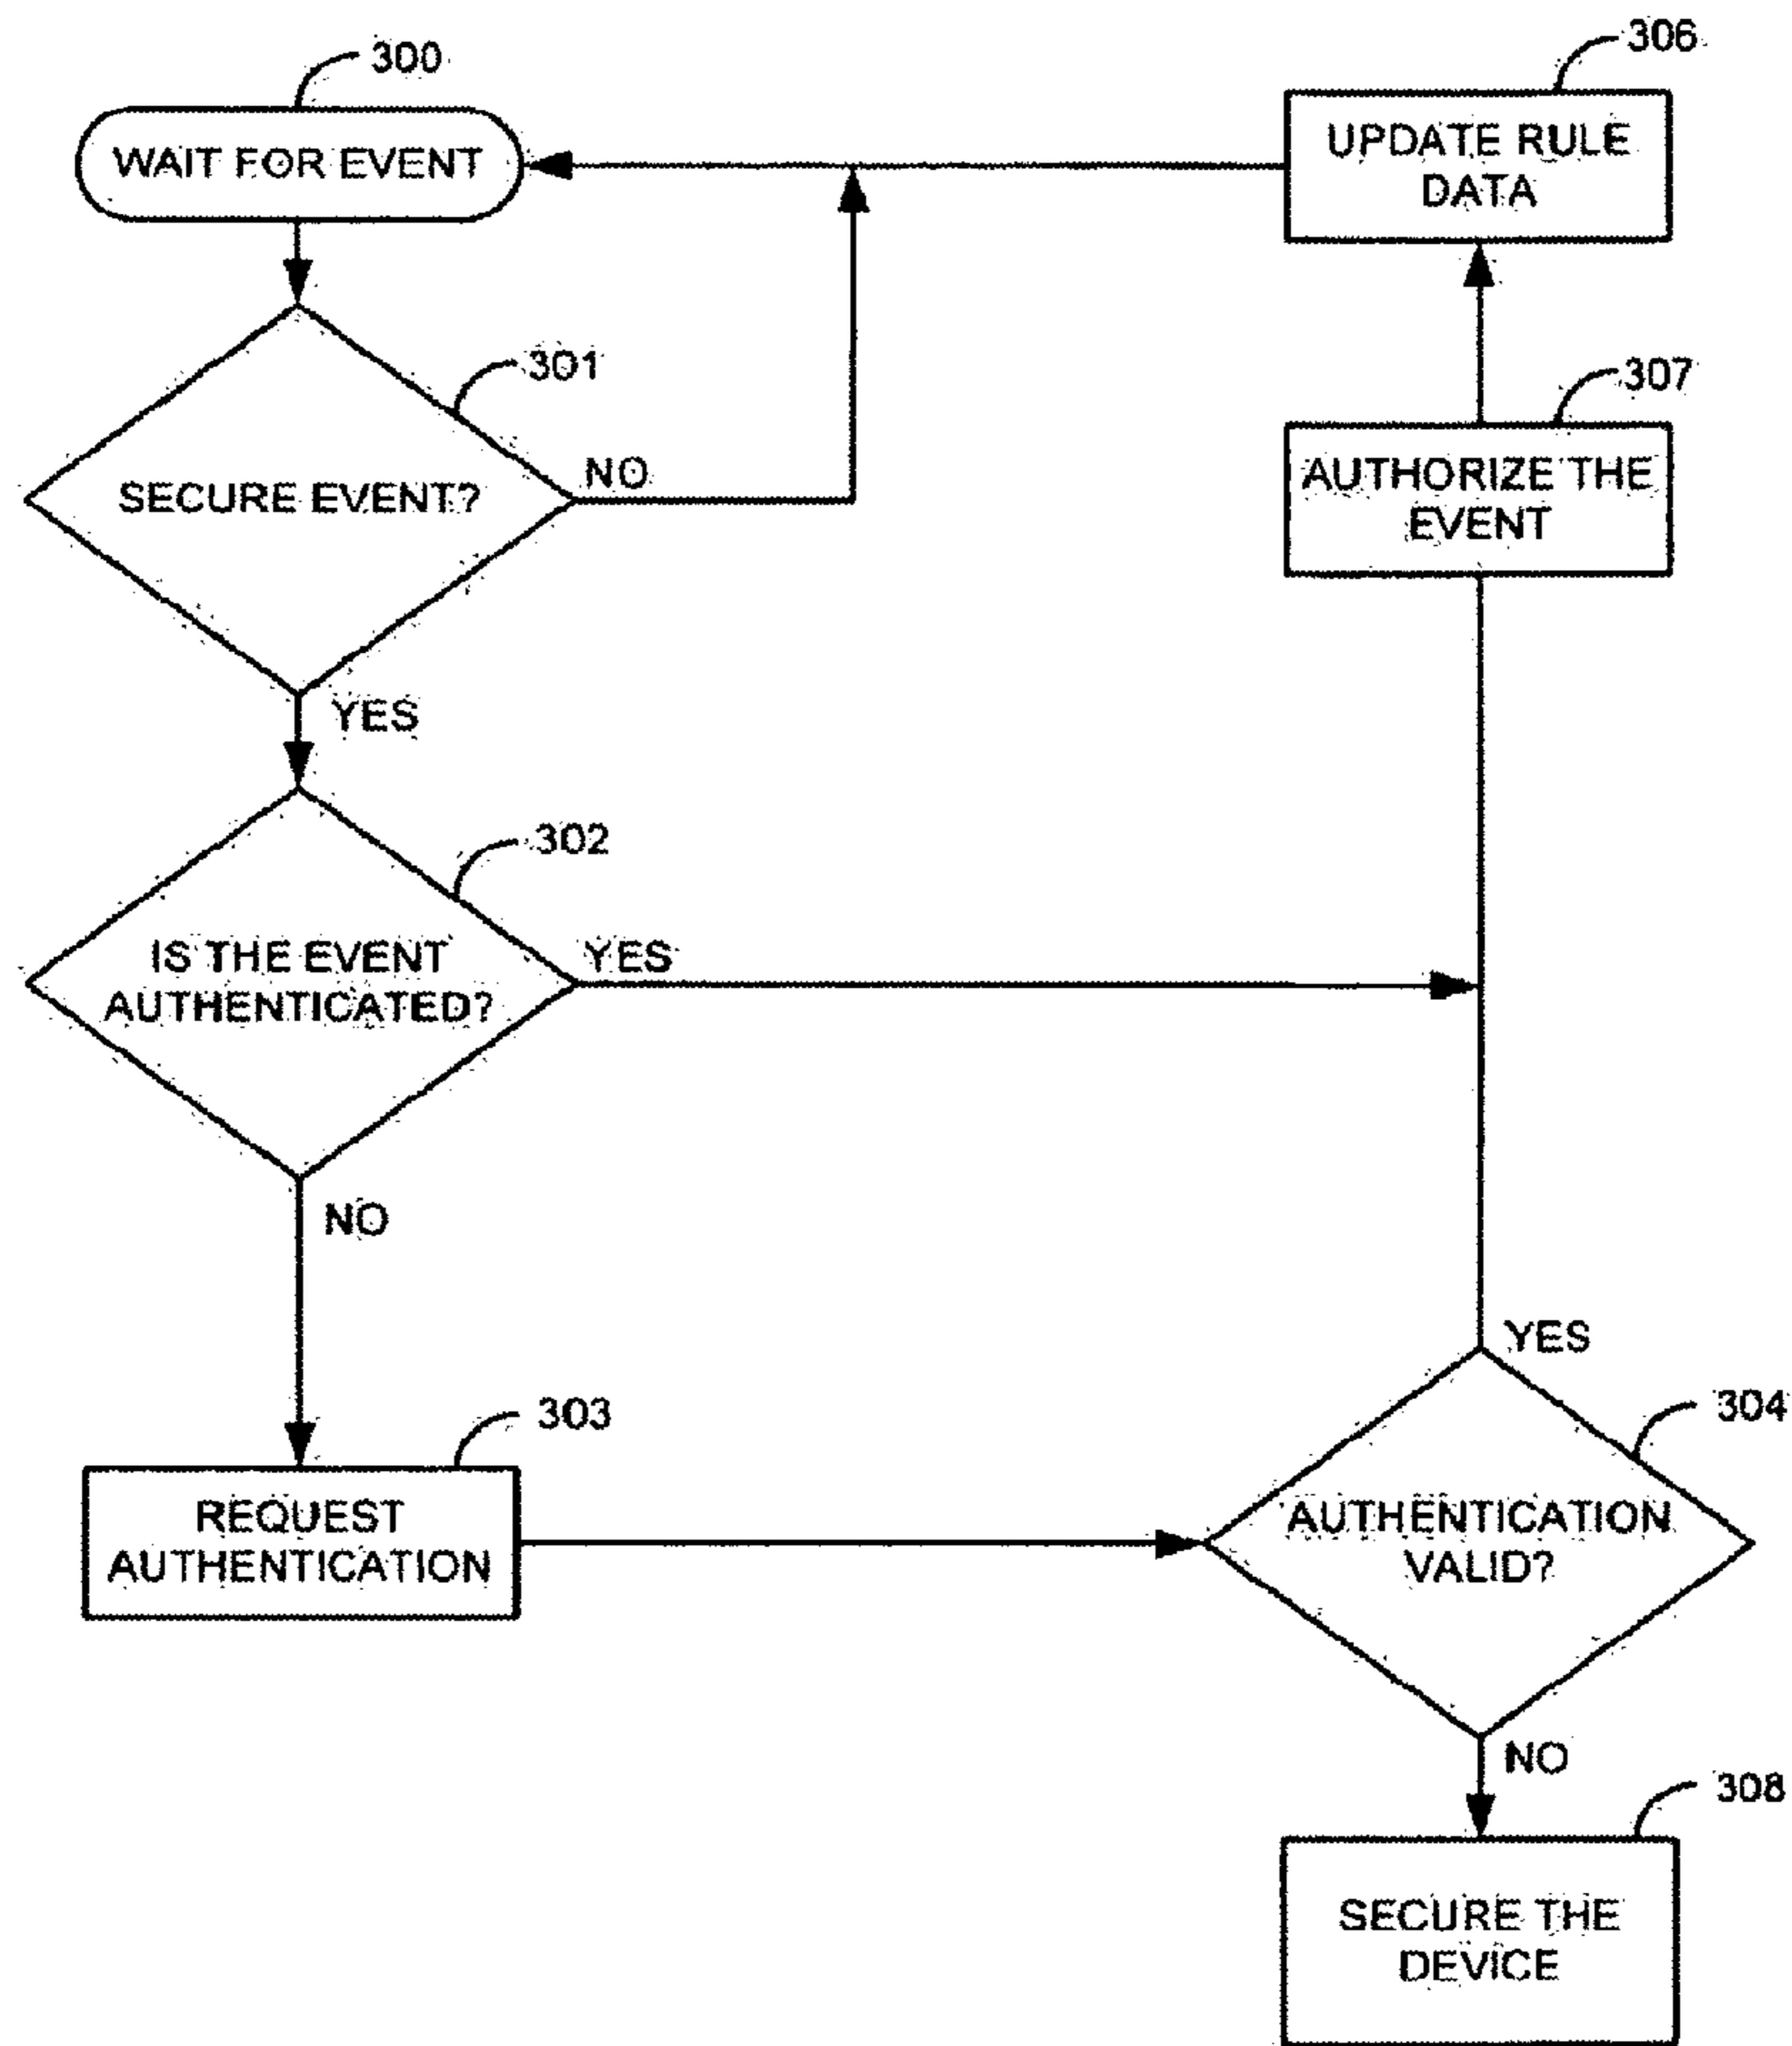 300
WAIT FOR EVENT
306
UPDATE RULE
DATA
301
SECURE EVENT?
NO
YES
307
AUTHORIZE THE
EVENT
302
IS THE EVENT
AUTHENTICATED?
YES
NO
303
REQUEST
AUTHENTICATION
YES
304
AUTHENTICATION
VALID?
NO
308
SECURE THE
DEVICE